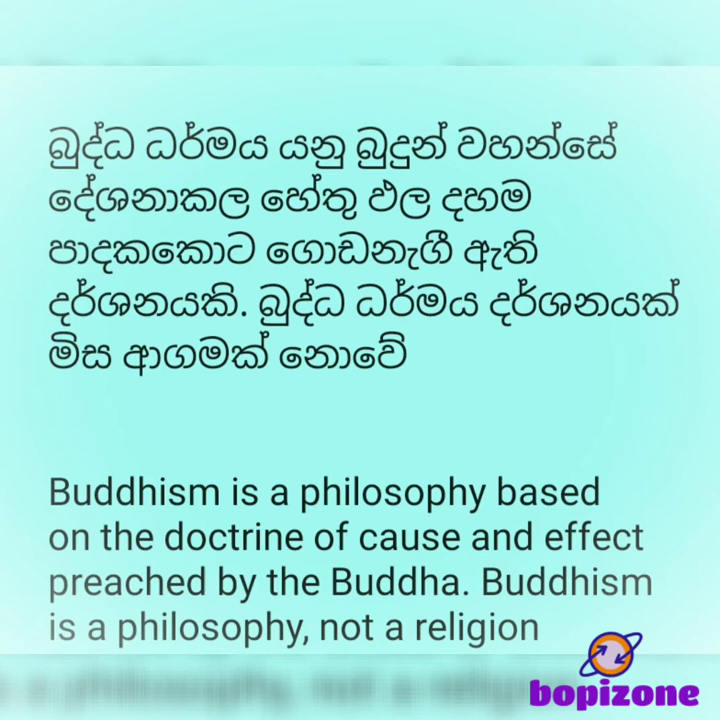 බුද්ධ ධර්මය යනු බුදුන් වහන්සේ
දේශනාකල හේතු ඵල දහම
පාදකකොට ගොඩනැගී ඇති
දර්ශනයකි. බුද්ධ ධර්මය දර්ශනයක්
මිස ආගමක් නොවේ
Buddhism is a philosophy based
on the doctrine of cause and effect
preached by the Buddha. Buddhism
is a philosophy, not a religion
bopizone